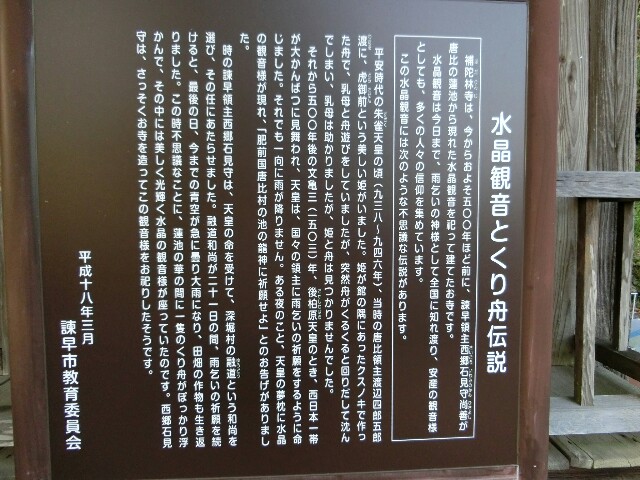 水晶観音とくり舟伝説
補陀林寺は、今からおよそ五〇〇年ほど前に、諫早領主西郷石見守尚善が
唐比の蓮池から現れた水晶観音を祀って建てたお寺です。
水晶観音は今日まで、雨乞いの神様として全国に知れ渡り、安産の観音様
としても、多くの人々の信仰を集めています。
この水晶観音には次のような不思議な伝説があります。
平安時代の朱雀天皇の頃(九三八〜九四六年)、当時の唐比領主渡辺四郎五郎
渡に、虎御前という美しい姫がいました。姫が館の隅にあったクスノキで作っ
た舟で、乳母と舟遊びをしていましたが、突然舟がくるくると回りだして沈ん
でしまい、乳母は助かりましたが、姫と舟は見つかりませんでした。
それから五〇〇年後の文亀三(一五〇三)年、後柏原天皇のとき、西日本一帯
が大かんばつに見舞われ、天皇は、国々の領主に雨乞いの祈願をするように命
じました。それでも一向に雨が降りません。ある夜のこと、天皇の夢枕に水晶
の観音様が現れ、「肥前国唐比村の池の龍神に祈願せよ」とのお告げがありまし
た。
時の諫早領主西郷石見守は、天皇の命を受けて、深堀村の融道という和尚を
選び、その任にあたらせました。融道和尚が二十一日の間、雨乞いの祈願を続
けると、最後の日、今までの青空が急に曇り大雨になり、田畑の作物も生き返
りました。この時不思議なことに、蓮池の華の間に一隻のくり舟がぽっかり浮
かんで、その中には美しく光輝く水晶の観音様が座っていたのです。西郷石見
守は、さっそくお寺を造ってこの観音様をお祀りしたそうです。
平成十八年三月
諫早市教育委員会